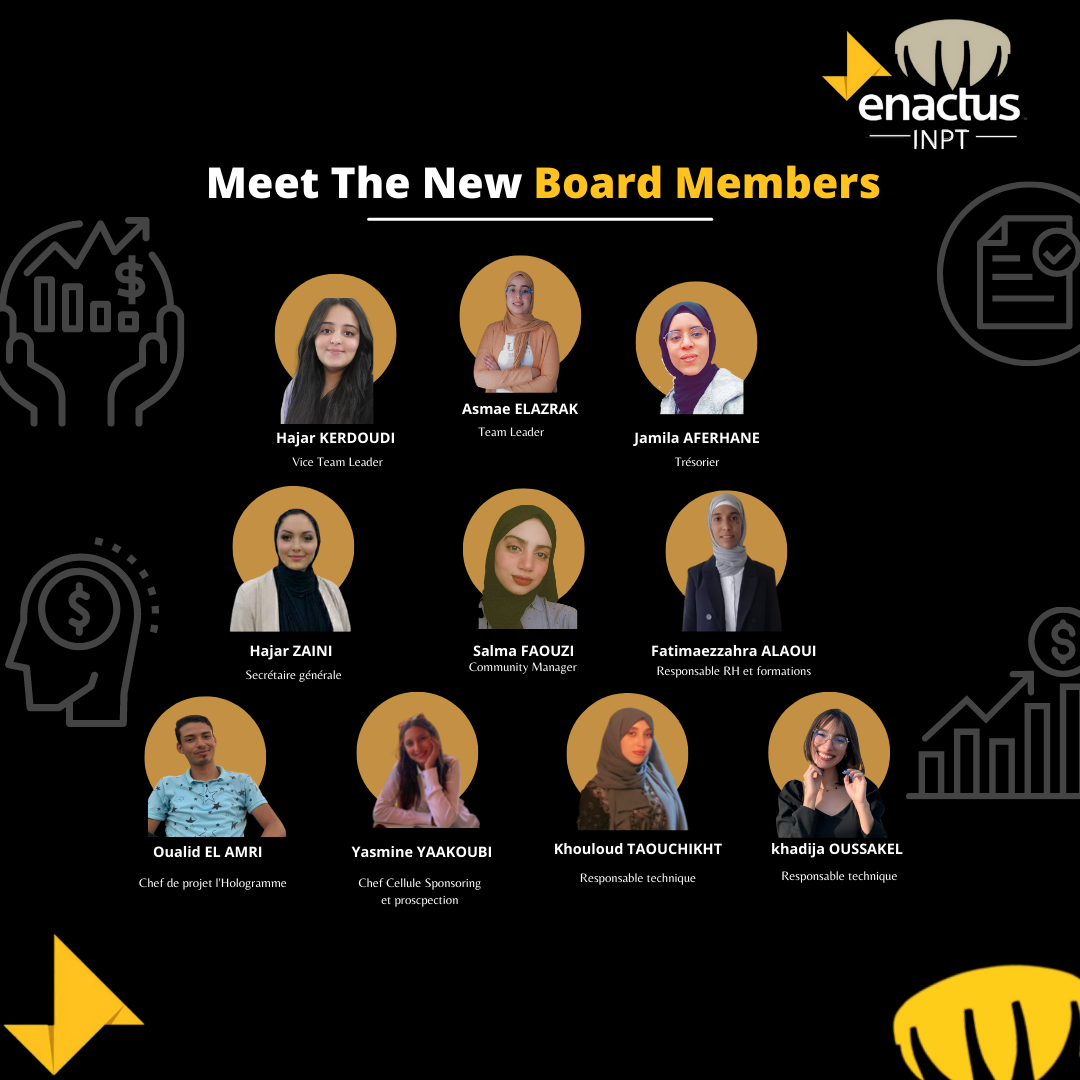 enactus
INPT
Meet The New Board Members
Asmae ELAZRAK
Team Leader
Hajar KERDOUDI
Vice Team Leader
Jamila AFERHANE
Trésorier
Hajar ZAINI
Secrétaire générale
Salma FAOUZI
Community Manager
Fatimaezzahra ALAOUI
Responsable RH et formations
Oualid EL AMRI
Chef de projet l'Hologramme
Yasmine YAAKOUBI
Chef Cellule Sponsoring
et proscpection
Khouloud TAOUCHIKHT
Responsable technique
khadija OUSSAKEL
Responsable technique